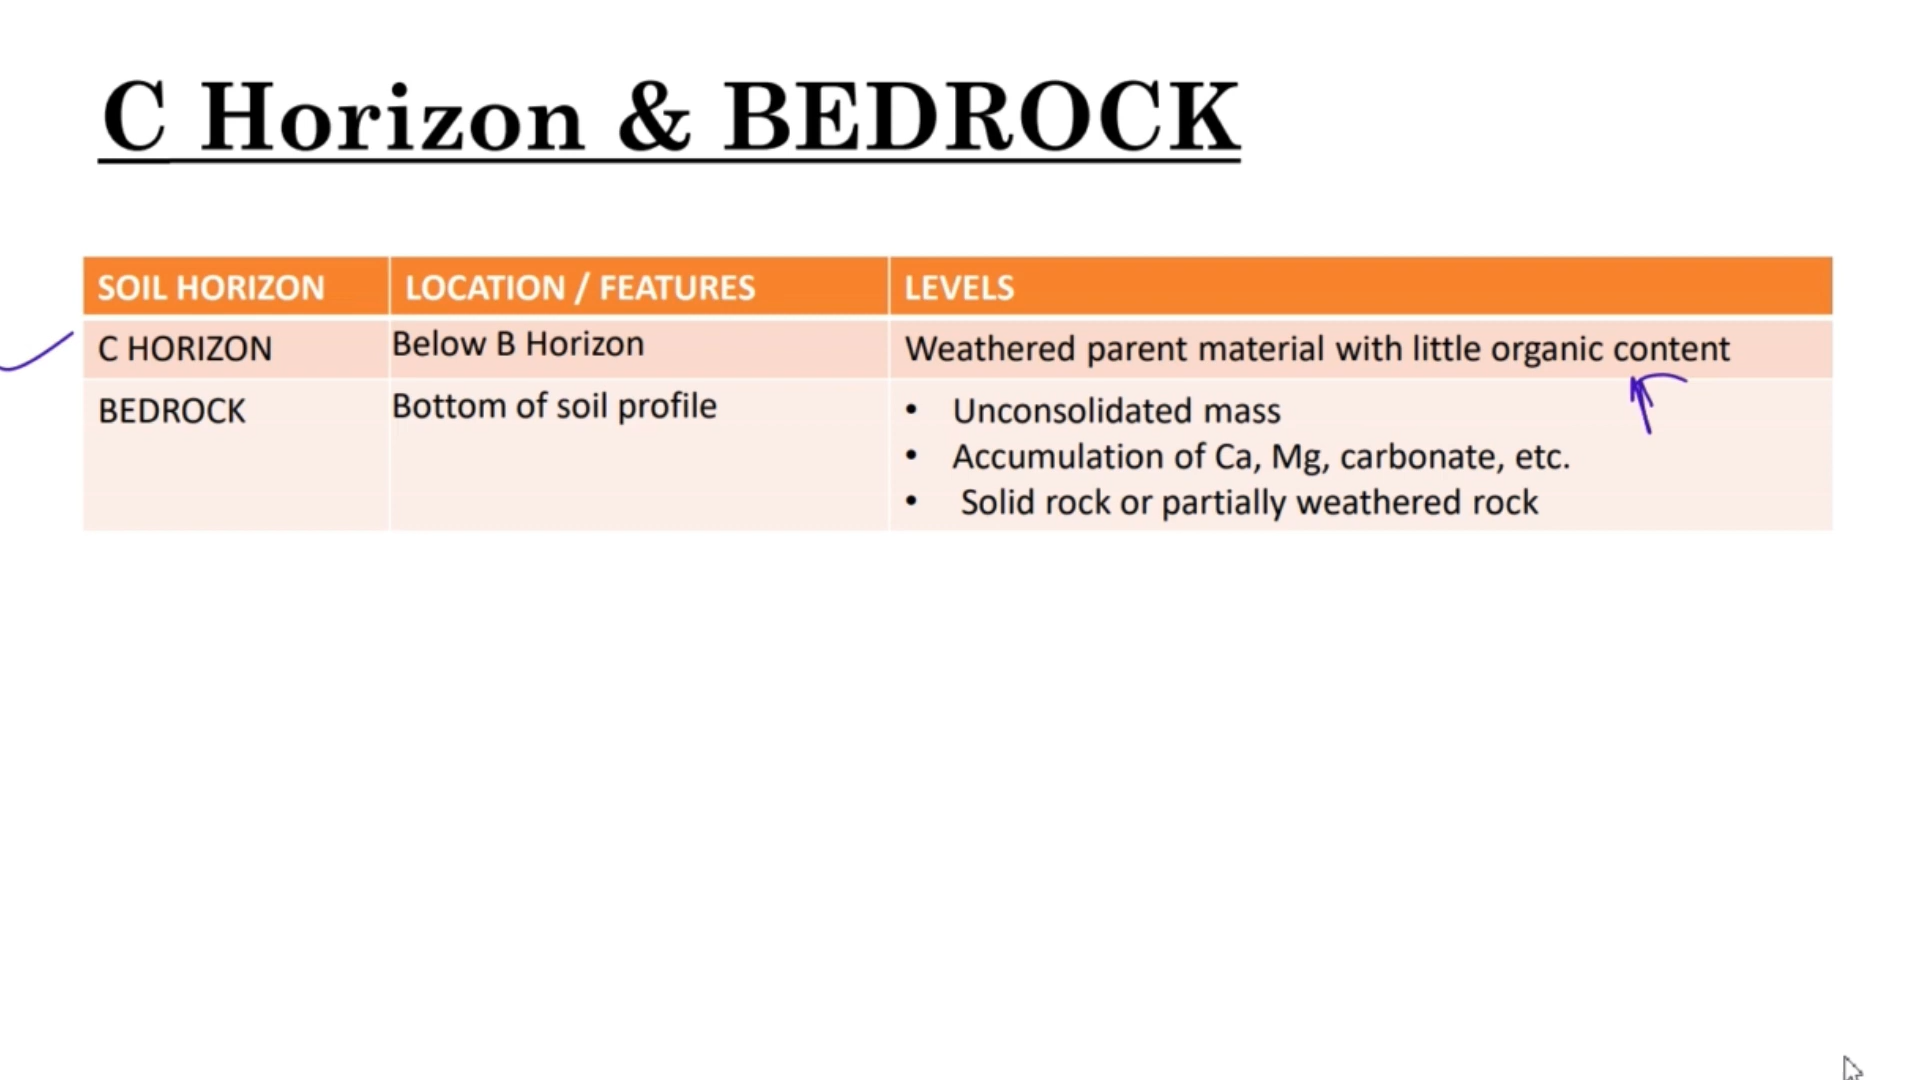 C Horizon & BEDROCK
SOIL HORIZON LOCATION / FEATURES LEVELS
C HORIZON Below B Horizon Weathered parent material with little organic content
BEDROCK Bottom of soil profile • Unconsolidated mass
• Accumulation of Ca, Mg, carbonate, etc.
• Solid rock or partially weathered rock